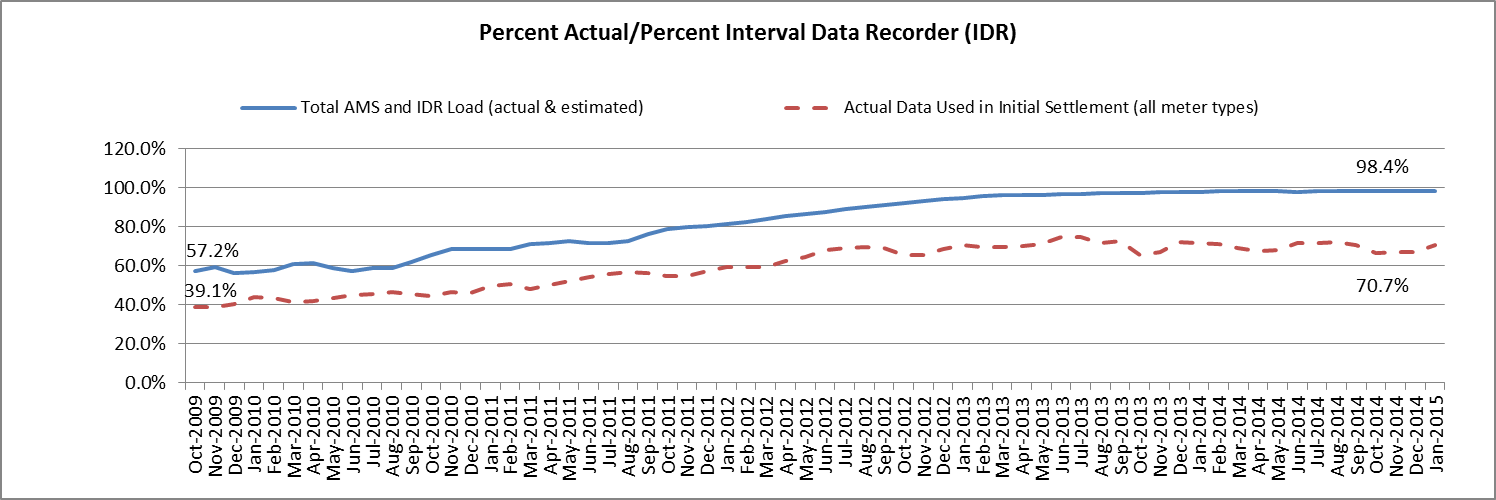 Percent Actual/Percent Interval Data Recorder (IDR)
Total AMS and IDR Load (actual & estimated)
Actual Data Used in Initial Settlement (all meter types)
120.0%
100.0%
80.0%
60.0%
40.0%
20.0%
0.0%
57.2%
39.1%
98.4%
70.7%
Oct-2009
Nov-2009
Dec-2009
Jan-2010
Feb-2010
Mar-2010
Apr-2010
May-2010
Jun-2010
Jul-2010
Aug-2010
Sep-2010
Oct-2010
Nov-2010
Dec-2010
Jan-2011
Feb-2011
Mar-2011
Apr-2011
May-2011
Jun-2011
Jul-2011
Aug-2011
Sep-2011
Oct-2011
Nov-2011
Dec-2011
Jan-2012
Feb-2012
Mar-2012
Apr-2012
May-2012
Jun-2012
Jul-2012
Aug-2012
Sep-2012
Oct-2012
Nov-2012
Dec-2012
Jan-2013
Feb-2013
Mar-2013
Apr-2013
May-2013
Jun-2013
Jul-2013
Aug-2013
Sep-2013
Oct-2013
Nov-2013
Dec-2013
Jan-2014
Feb-2014
Mar-2014
Apr-2014
May-2014
Jun-2014
Jul-2014
Aug-2014
Sep-2014
Oct-2014
Nov-2014
Dec-2014
Jan-2015